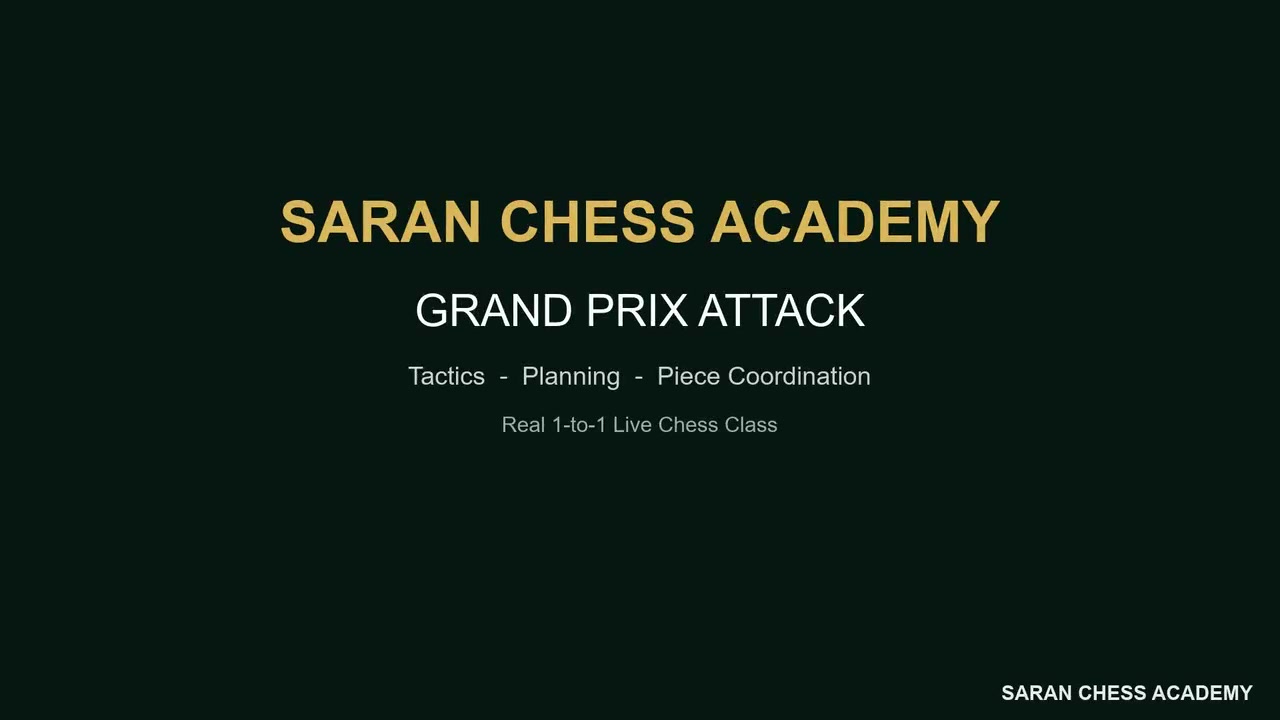 SARAN CHESS ACADEMY
GRAND PRIX ATTACK
Tactics - Planning - Piece Coordination
Real 1-to-1 Live Chess Class
SARAN CHESS ACADEMY